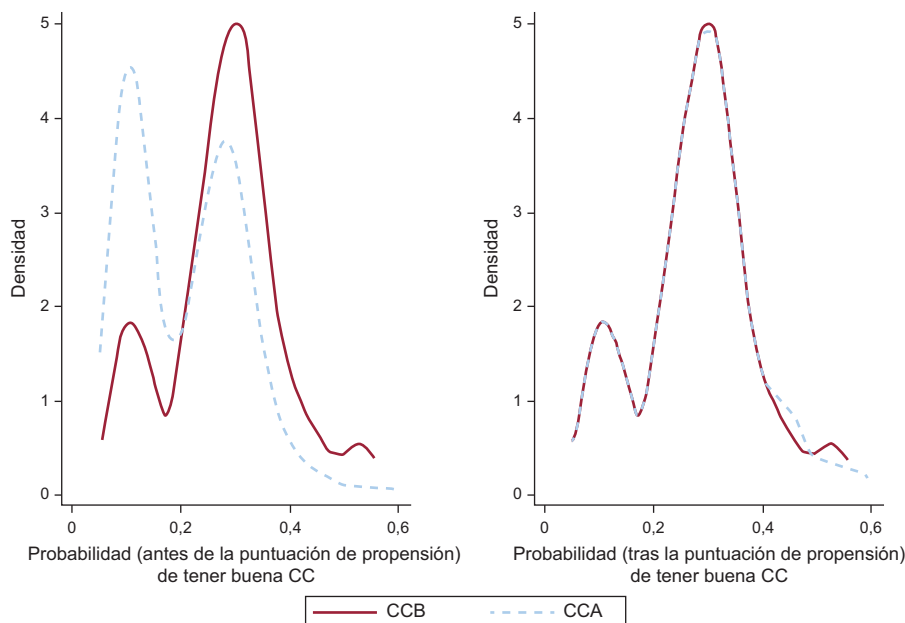 Densidad
5
4
3
2
1
0
0 0,2 0,4 0,6
Probabilidad (antes de la puntuación de propensión)
de tener buena CC
Densidad
5
4
3
2
1
0
0 0,2 0,4 0,6
Probabilidad (tras la puntuación de propensión)
de tener buena CC
CCB CCA